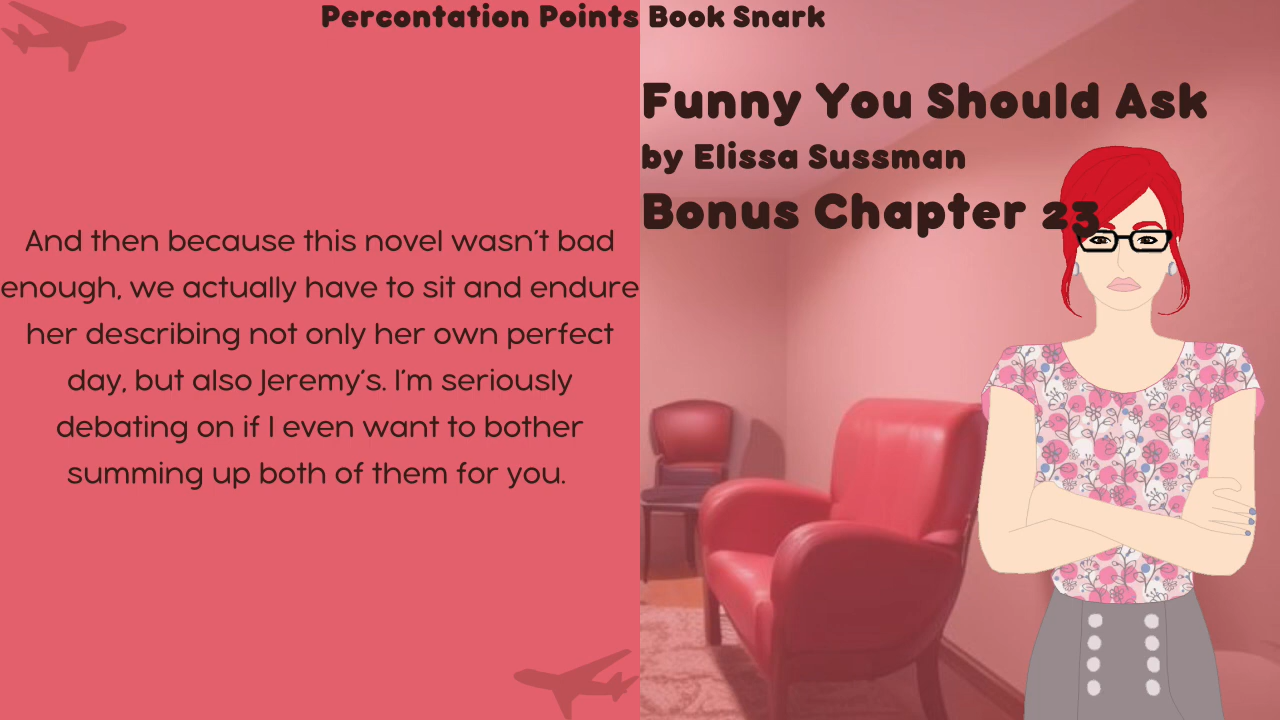 Percontation Points Book Snark
Funny You Should Ask
by Elissa Sussman
Bonus Chapter 23
And then because this novel wasn't bad
enough, we actually have to sit and endure
her describing not only her own perfect
day, but also Jeremy's. I'm seriously
debating on if I even want to bother
summing up both of them for you.